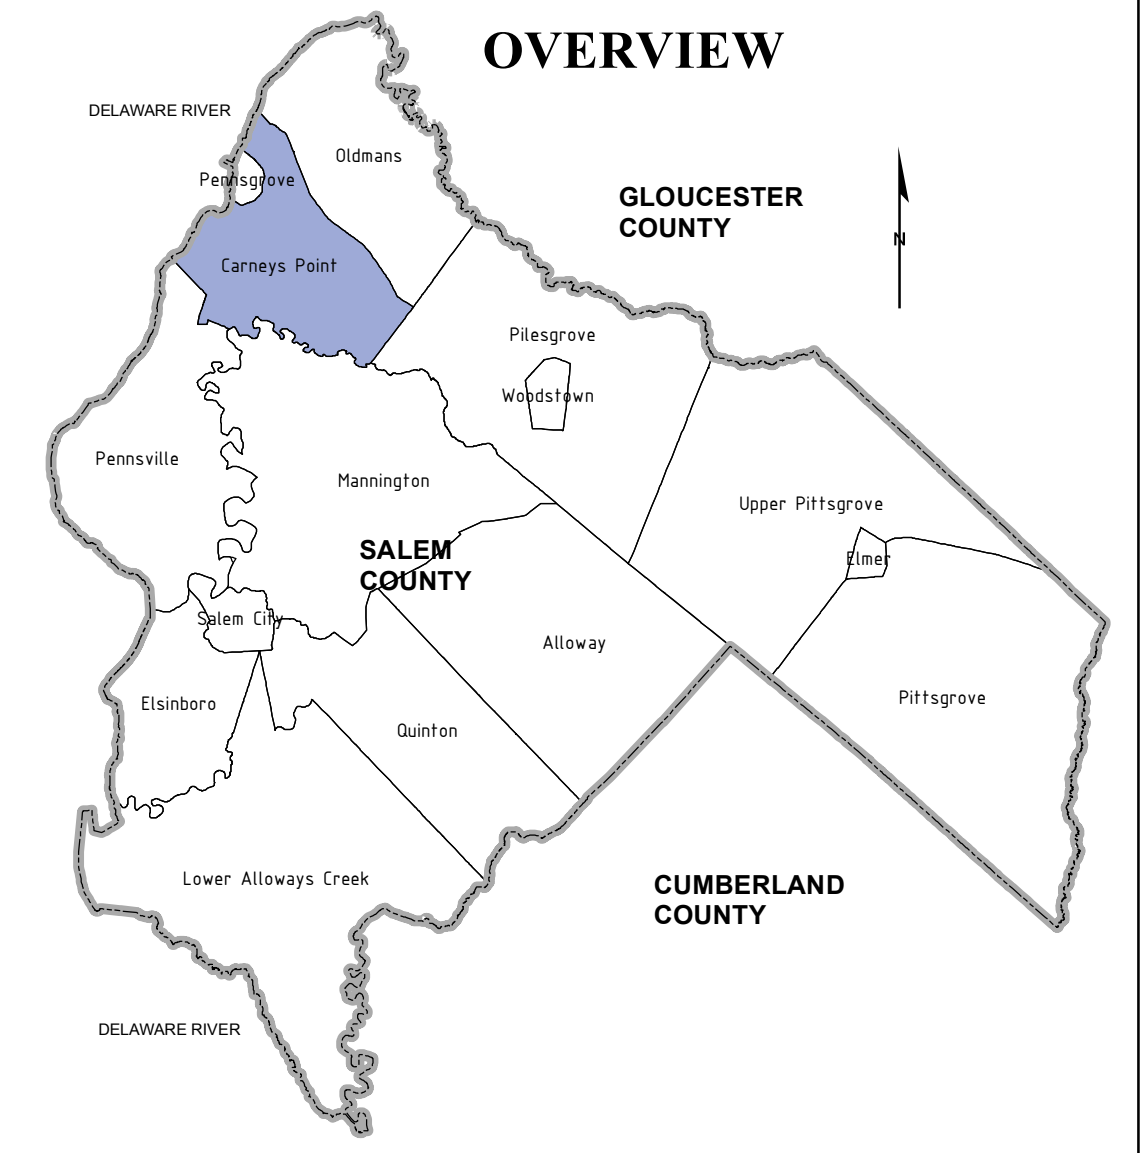 OVERVIEW
DELAWARE RIVER
Oldmans
Pennsgrove
GLOUCESTER
COUNTY
N
Carneys Point
Pilesgrove
Woodstown
Pennsville
Mannington
Upper Pittsgrove
SALEM
COUNTY
Elmer
Salem City
Alloway
Elsinboro
Pittsgrove
Quinton
Lower Alloways Creek
CUMBERLAND
COUNTY
DELAWARE RIVER